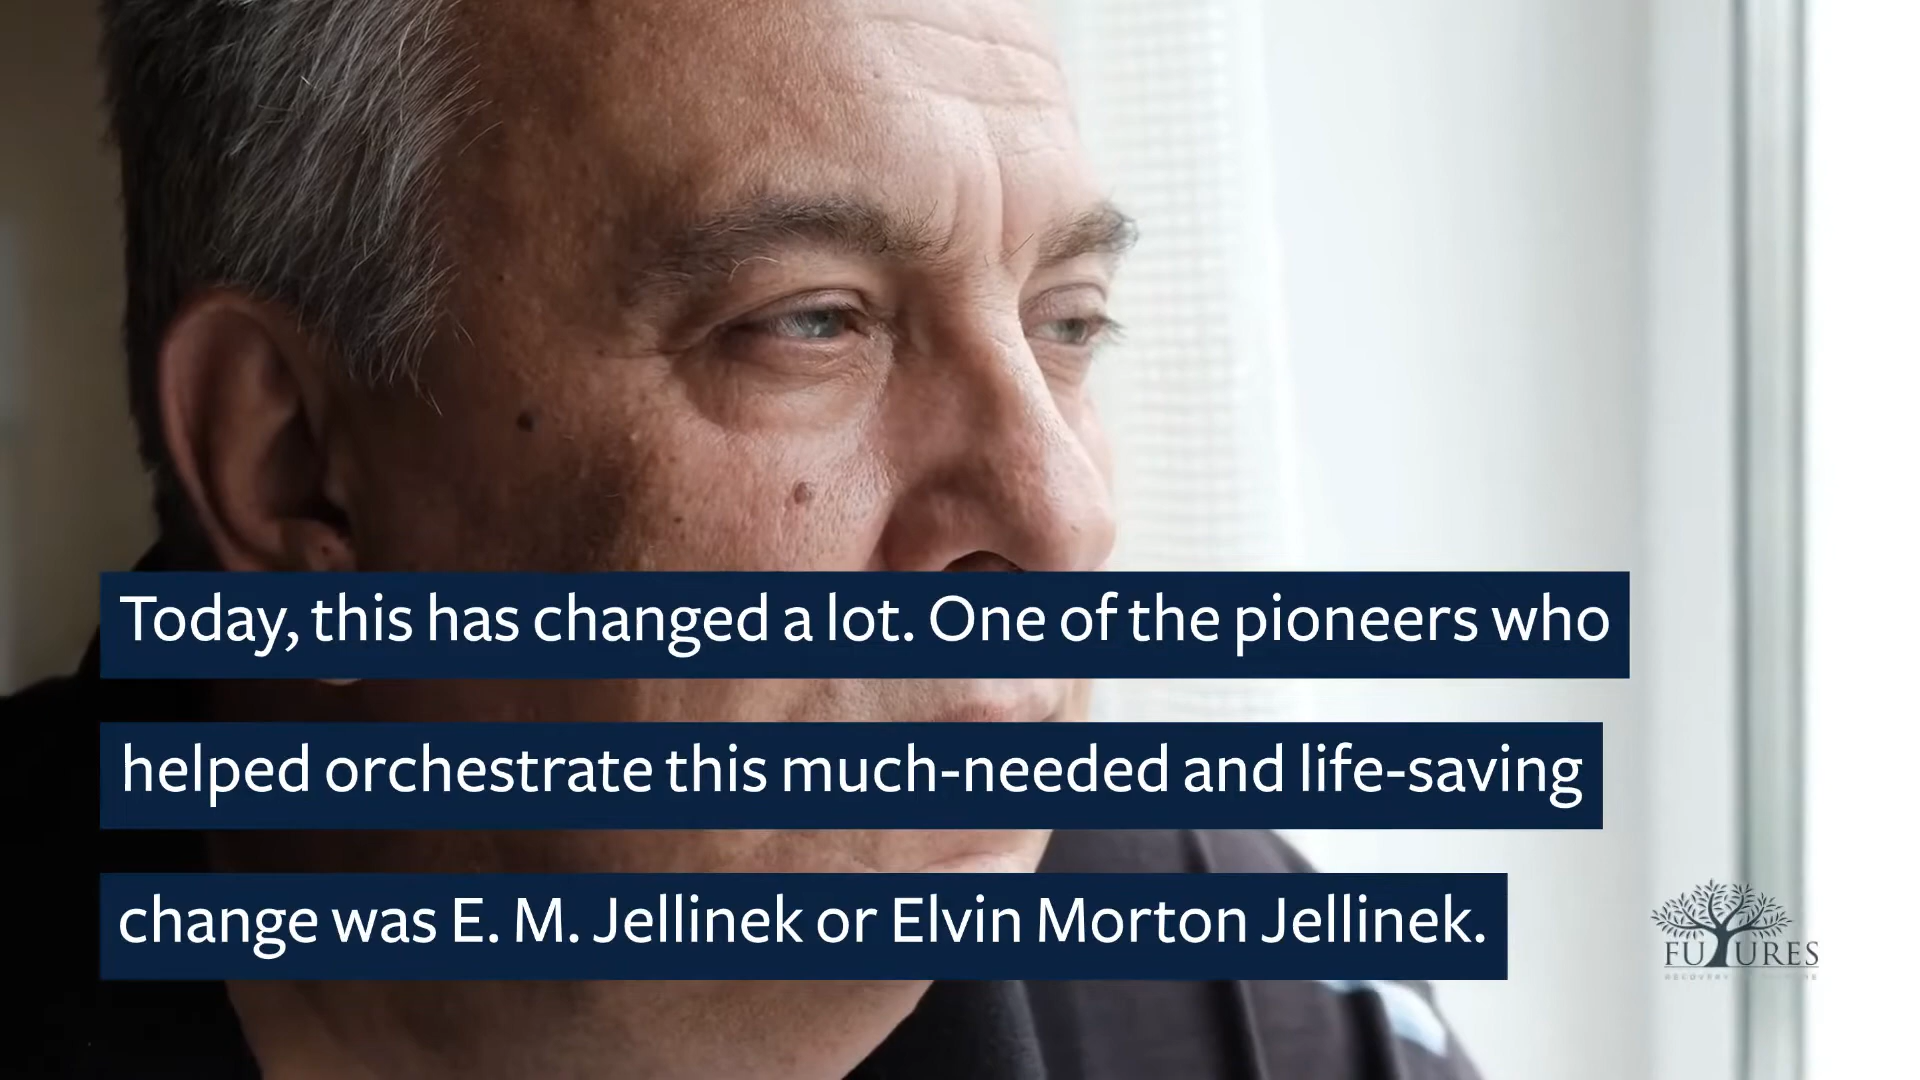 Today, this has changed a lot. One of the pioneers who
helped orchestrate this much-needed and life-saving
change was E. M. Jellinek or Elvin Morton Jellinek.
FUTURES